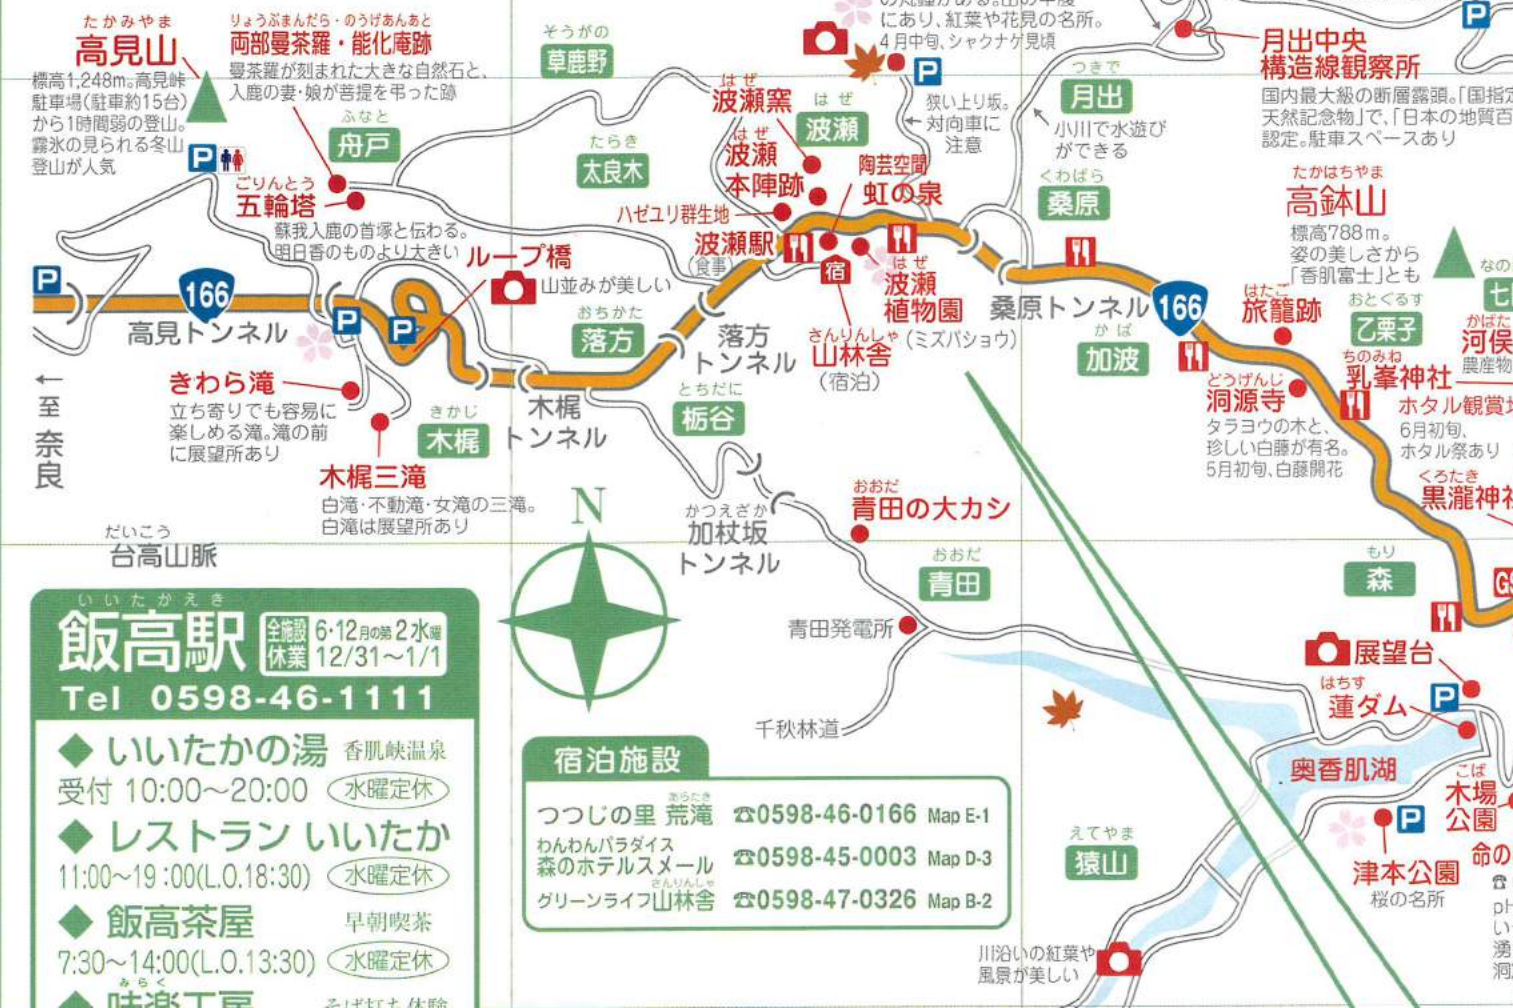 たかみやま
高見山
標高1,248m。高見峠
駐車場(駐車約15台)
から1時間弱の登山。
霧氷の見られる冬山
登山が人気
りょうぶまんだら・のうげあんあと
両部曼茶羅・能化庵跡
曼茶羅が刻まれた大きな自然石と、
入鹿の妻・娘が菩提を弔った跡
ふなと
舟戸
P
ごりんとう
五輪塔
蘇我入鹿の首塚と伝わる。
明日香のものより大きい
そうがの
草鹿野
たらき
太良木
はぜ
波瀬窯
はぜ
波瀬
はぜ
波瀬
本陣跡
ハゼユリ群生地
波瀬駅
(食事)
陶芸空間
虹の泉
宿
はぜ
波瀬
植物園
(ミズバショウ)
さんりんしゃ
山林舎
(宿泊)
にあり、紅葉や花見の名所。
4月中旬、シャクナゲ見頃
P
狭い上り坂。
対向車に
注意
つきで
月出
小川で水遊び
ができる
くわばら
桑原
P
月出中央
構造線観察所
国内最大級の断層露頭。「国指定
天然記念物」で、「日本の地質百
認定。駐車スペースあり
たかはちやま
高鉢山
標高788m。
姿の美しさから
「香肌富士」とも
なの
七
はたご
旅籠跡
おとぐるす
乙栗子
かばた
河俣
農産物
ちのみね
乳峯神社
ホタル観賞
6月初旬、
ホタル祭あり
どうげんじ
洞源寺
タラヨウの木と、
珍しい白藤が有名。
5月初旬、白藤開花
くろたき
黒瀧神社
P
166
高見トンネル
P
P
ループ橋
山並みが美しい
おちかた
落方
落方
トンネル
桑原トンネル
166
かば
加波
←至 奈良
きわら滝
立ち寄りでも容易に
楽しめる滝。滝の前
に展望所あり
木梶三滝
白滝・不動滝・女滝の三滝。
白滝は展望所あり
きかじ
木梶
木梶
トンネル
とちだに
栃谷
かつえざか
加杖坂
トンネル
だいこう
台高山脈
N
おおだ
青田の大カシ
おおだ
青田
青田発電所
千秋林道
もり
森
GS
展望台
はちす
蓮ダム
P
奥香肌湖
こば
木場
公園
P
津本公園
桜の名所
命の
☎
pH
い
湧
洞
えてやま
猿山
川沿いの紅葉や
風景が美しい
いいたかえき
飯高駅
全施設
休業
6・12月の第2水曜
12/31〜1/1
Tel 0598-46-1111
◆ いいたかの湯 香肌峡温泉
受付 10:00〜20:00 水曜定休
◆ レストラン いいたか
11:00〜19:00(L.O.18:30) 水曜定休
◆ 飯高茶屋 早朝喫茶
7:30〜14:00(L.O.13:30) 水曜定休
みらく
◆ 味楽工房 そば打ち体験
宿泊施設
あらたき
つつじの里 荒滝 ☎0598-46-0166 Map E-1
わんわんパラダイス
森のホテルスメール ☎0598-45-0003 Map D-3
さんりんしゃ
グリーンライフ山林舎 ☎0598-47-0326 Map B-2